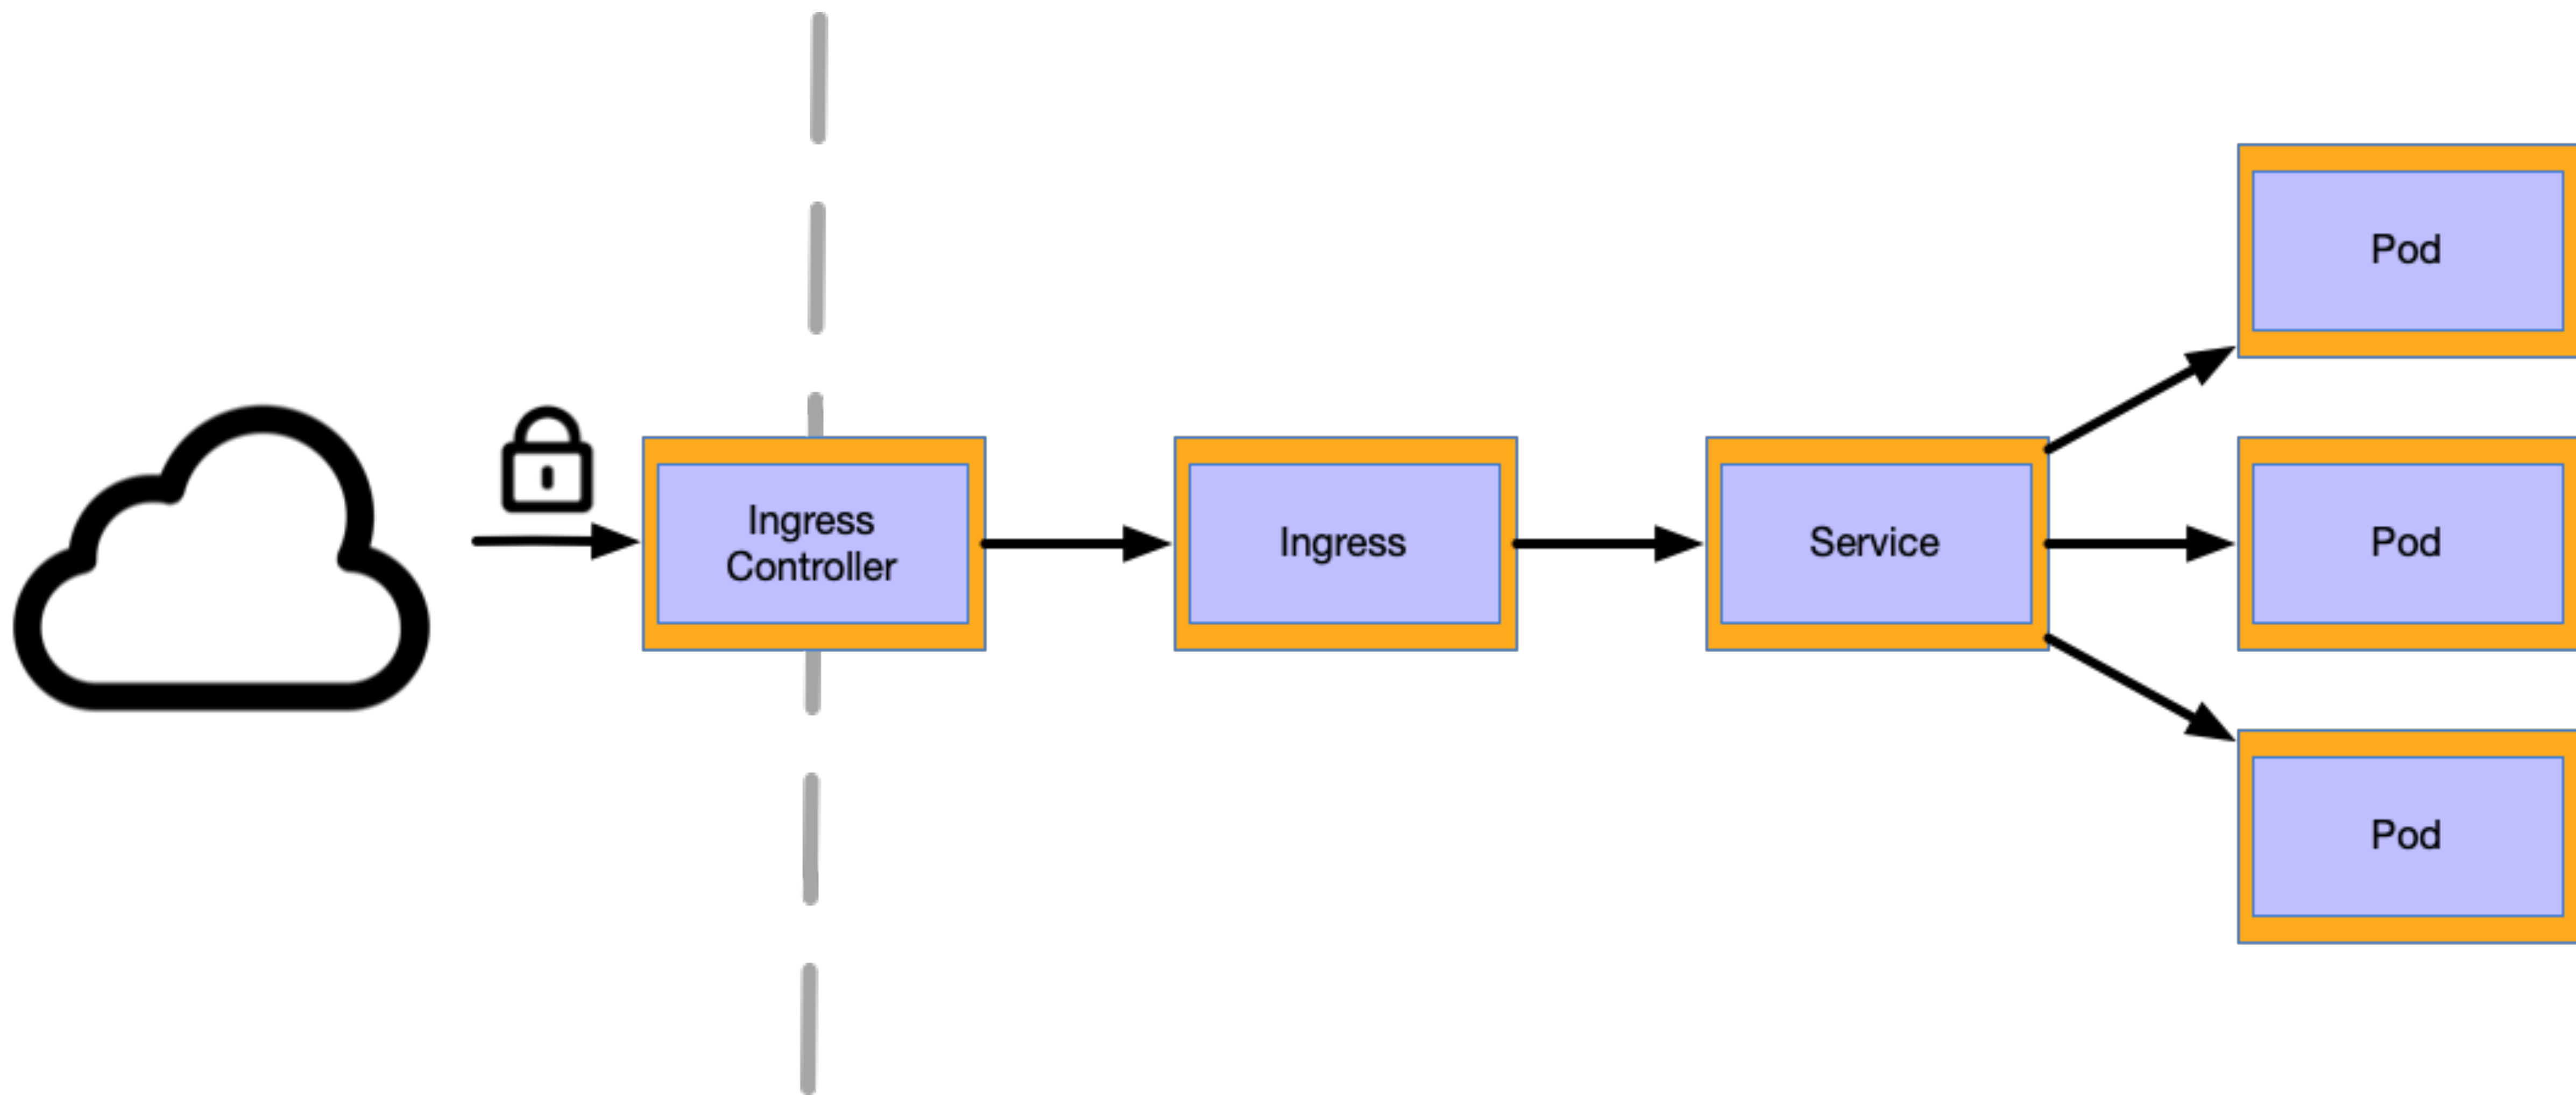 Ingress
Controller
Ingress
Service
Pod
Pod
Pod